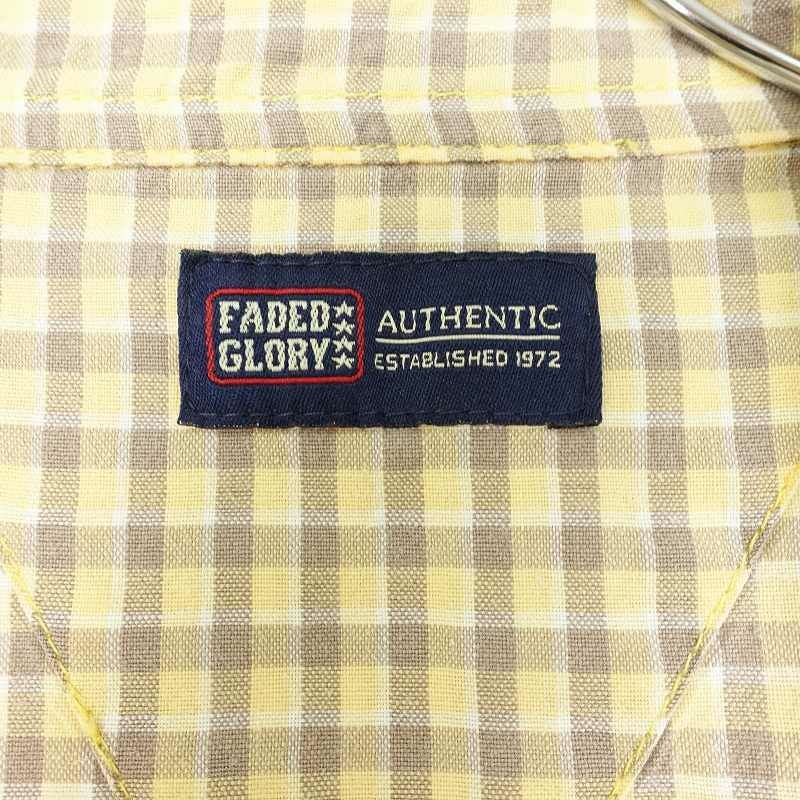 FADED
GLORY
AUTHENTIC
ESTABLISHED 1972